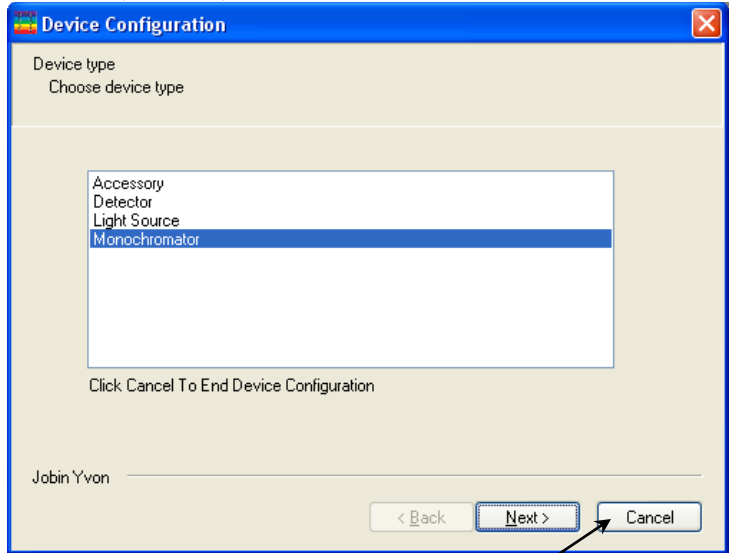 Device Configuration
Device type
Choose device type
Accessory
Detector
Light Source
Monochromator
Click Cancel To End Device Configuration
Jobin Yvon
< Back Next > Cancel